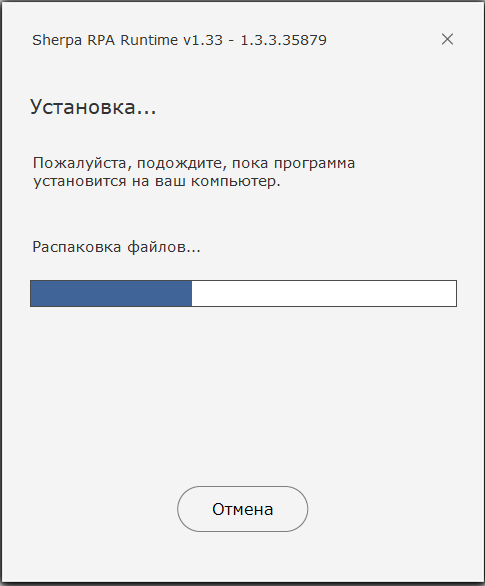 Sherpa RPA Runtime v1.33 - 1.3.3.35879
Установка...
Пожалуйста, подождите, пока программа
установится на ваш компьютер.
Распаковка файлов...
Отмена